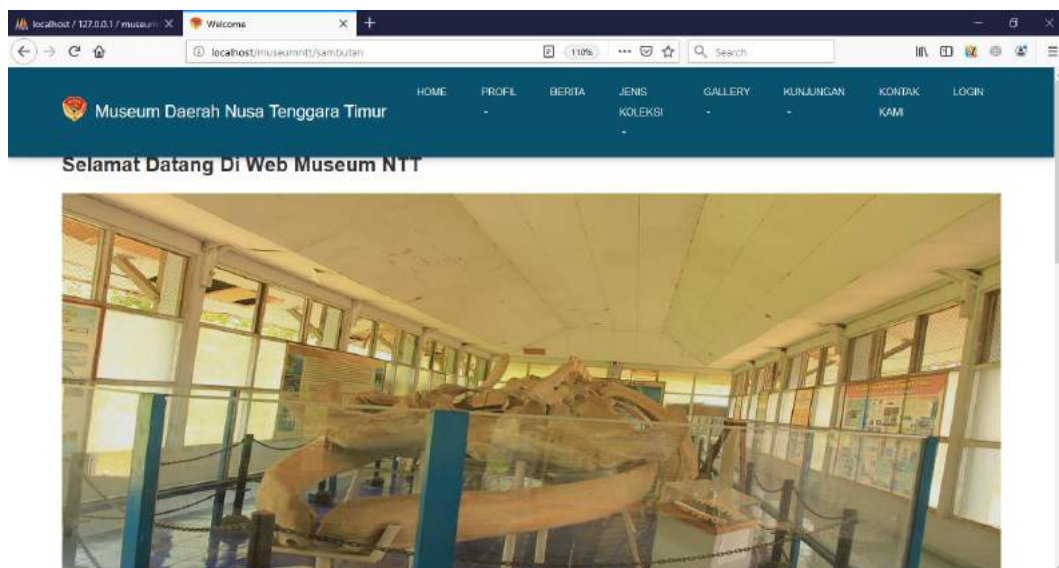 localhost / 127.0.0.1 / museum
Welcome
localhost/museumntt/sambutan
110%
Search
Museum Daerah Nusa Tenggara Timur
HOME
PROFIL
-
BERITA
JENIS
KOLEKSI
-
GALLERY
-
KUNJUNGAN
-
KONTAK
KAMI
LOGIN
Selamat Datang Di Web Museum NTT